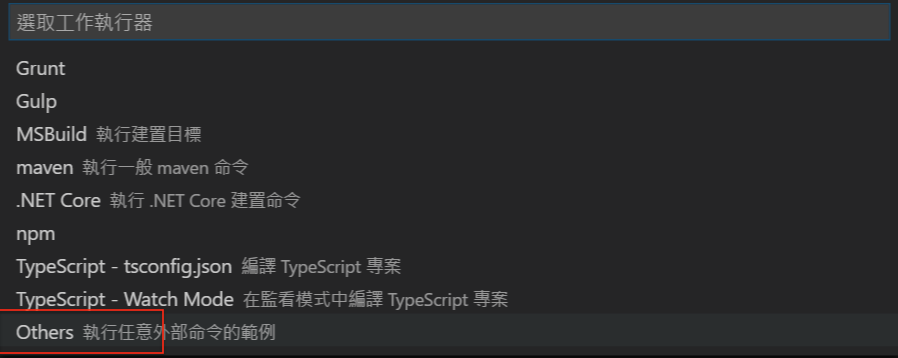 選取工作執行器
Grunt
Gulp
MSBuild 執行建置目標
maven 執行一般 maven 命令
.NET Core 執行 .NET Core 建置命令
npm
TypeScript - tsconfig.json 編譯 TypeScript 專案
TypeScript - Watch Mode 在監看模式中編譯 TypeScript 專案
Others 執行任意外部命令的範例